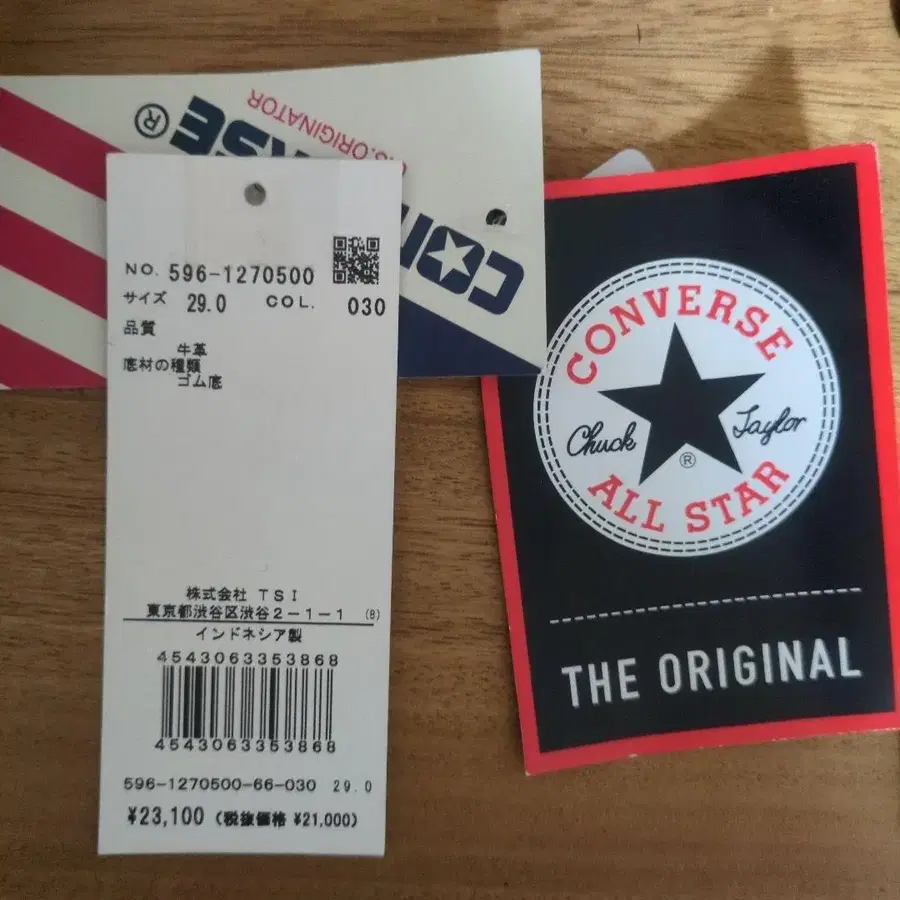 CONVERSE®
U.S.ORIGINATOR
NO. 596-1270500
サイズ 29.0 COL. 030
品質
牛革
底材の種類
ゴム底
株式会社 TSI
東京都渋谷区渋谷2-1-1 (8)
インドネシア製
4543063353868
4543063353868
596-1270500-66-030 29.0
¥23,100 (税抜価格 ¥21,000)
CONVERSE
Chuck Taylor
®
ALL STAR
THE ORIGINAL